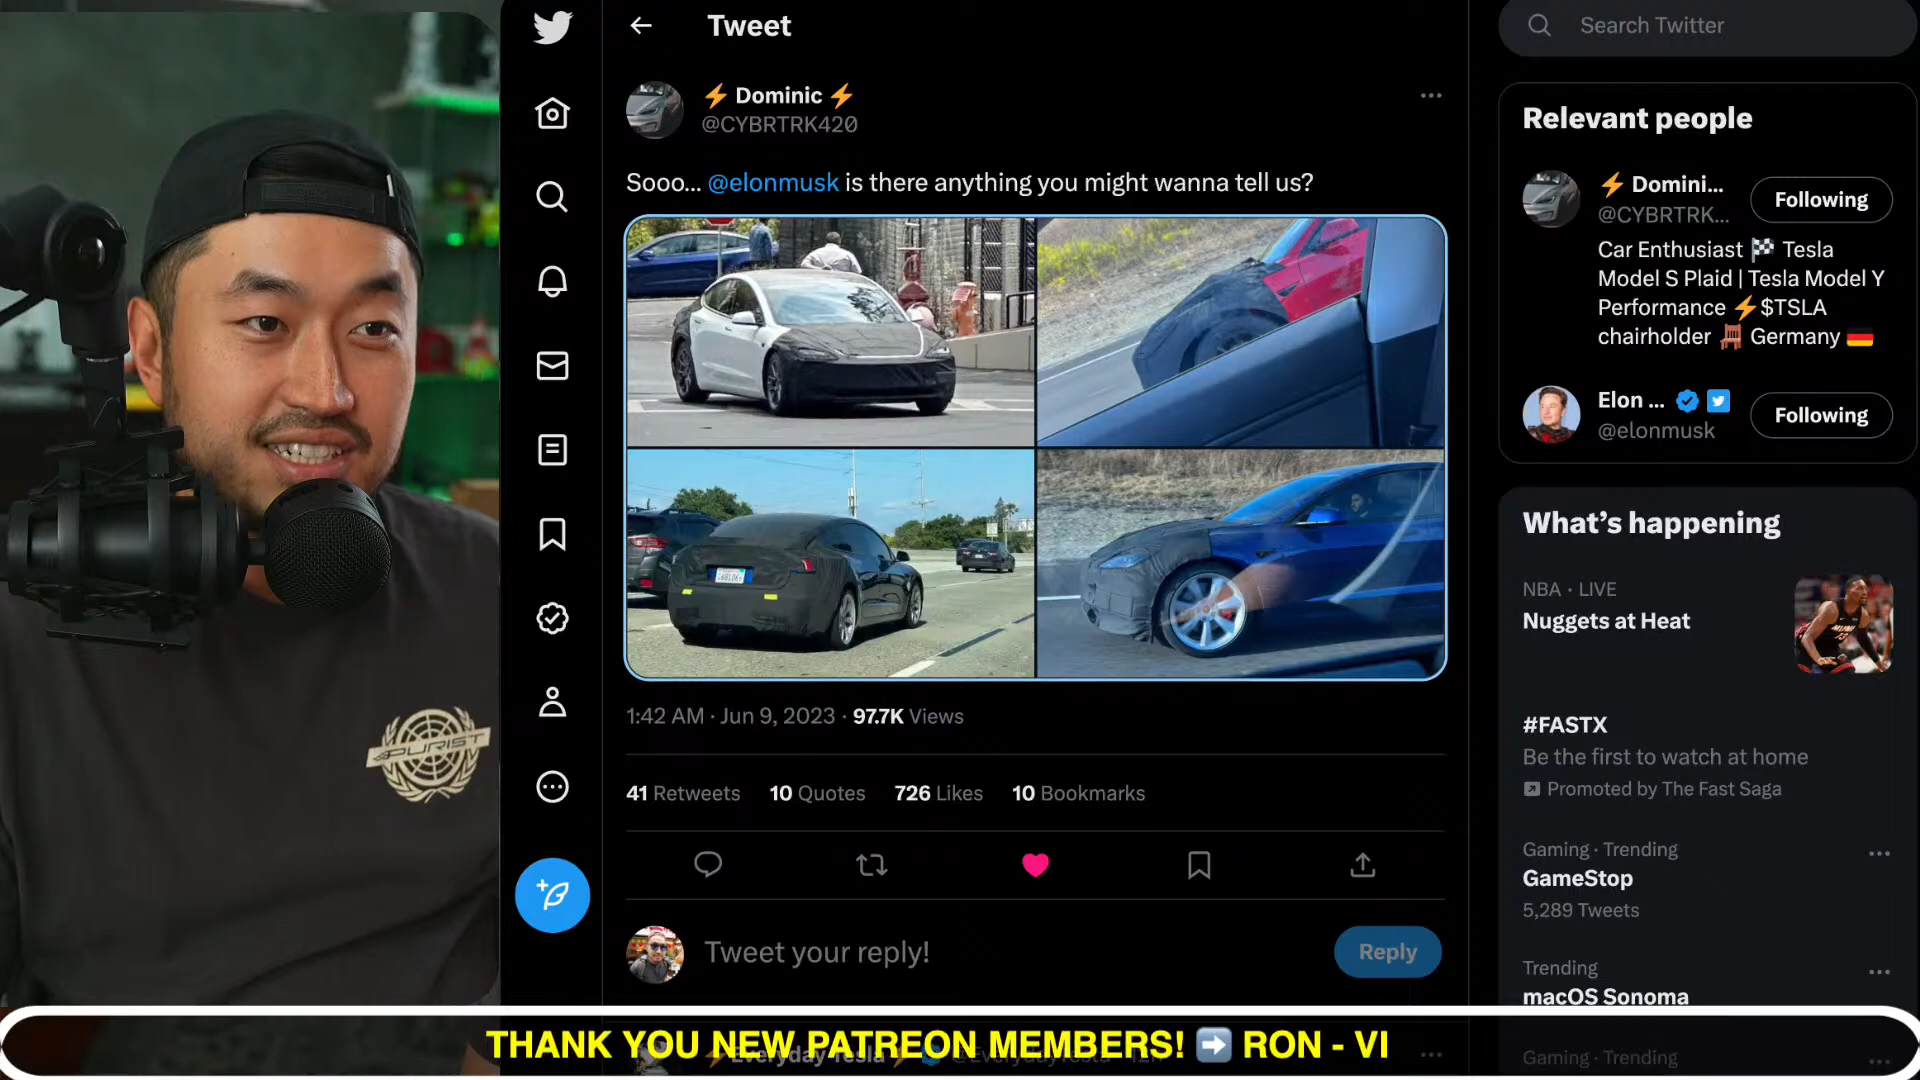 Tweet
⚡ Dominic ⚡
@CYBRTRK420
Sooo... @elonmusk is there anything you might wanna tell us?
1:42 AM · Jun 9, 2023 · 97.7K Views
41 Retweets 10 Quotes 726 Likes 10 Bookmarks
Tweet your reply!
Reply
Search Twitter
Relevant people
⚡ Domini...
@CYBRTRK...
Following
Car Enthusiast 🏁 Tesla
Model S Plaid | Tesla Model Y
Performance ⚡$TSLA
chairholder 🪑 Germany 🇩🇪
Elon ...
@elonmusk
Following
What's happening
NBA · LIVE
Nuggets at Heat
#FASTX
Be the first to watch at home
Promoted by The Fast Saga
Gaming · Trending
GameStop
5,289 Tweets
Trending
macOS Sonoma
Gaming · Trending
PURIST
THANK YOU NEW PATREON MEMBERS! ➡️ RON - VI
⚡Everyday Tesla⚡